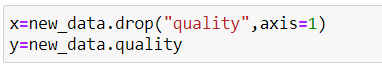 x=new_data.drop("quality",axis=1)
y=new_data.quality